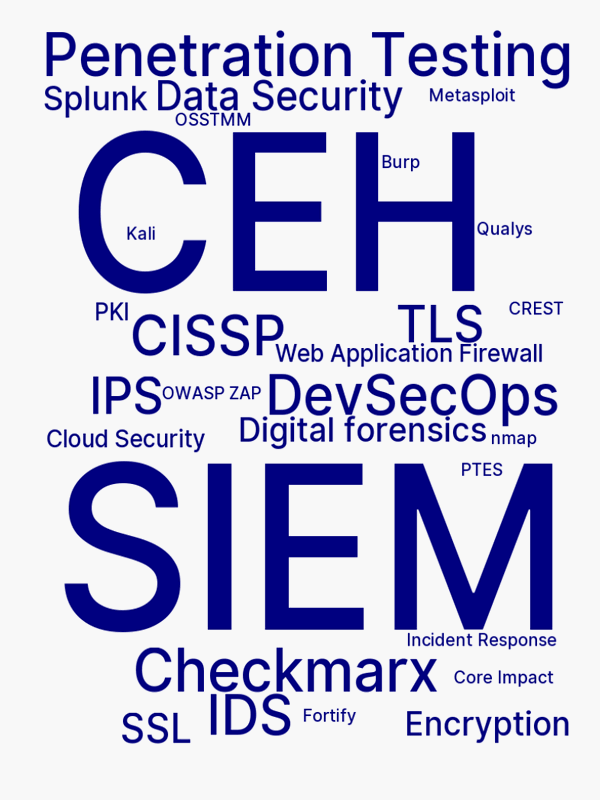 Penetration Testing
Splunk Data Security Metasploit
OSSTMM
CEH
Burp
Kali
Qualys
PKI CISSP TLS CREST
Web Application Firewall
IPS OWASP ZAP DevSecOps
Cloud Security Digital forensics nmap
SIEM
PTES
Incident Response
Checkmarx Core Impact
SSL IDS Fortify Encryption